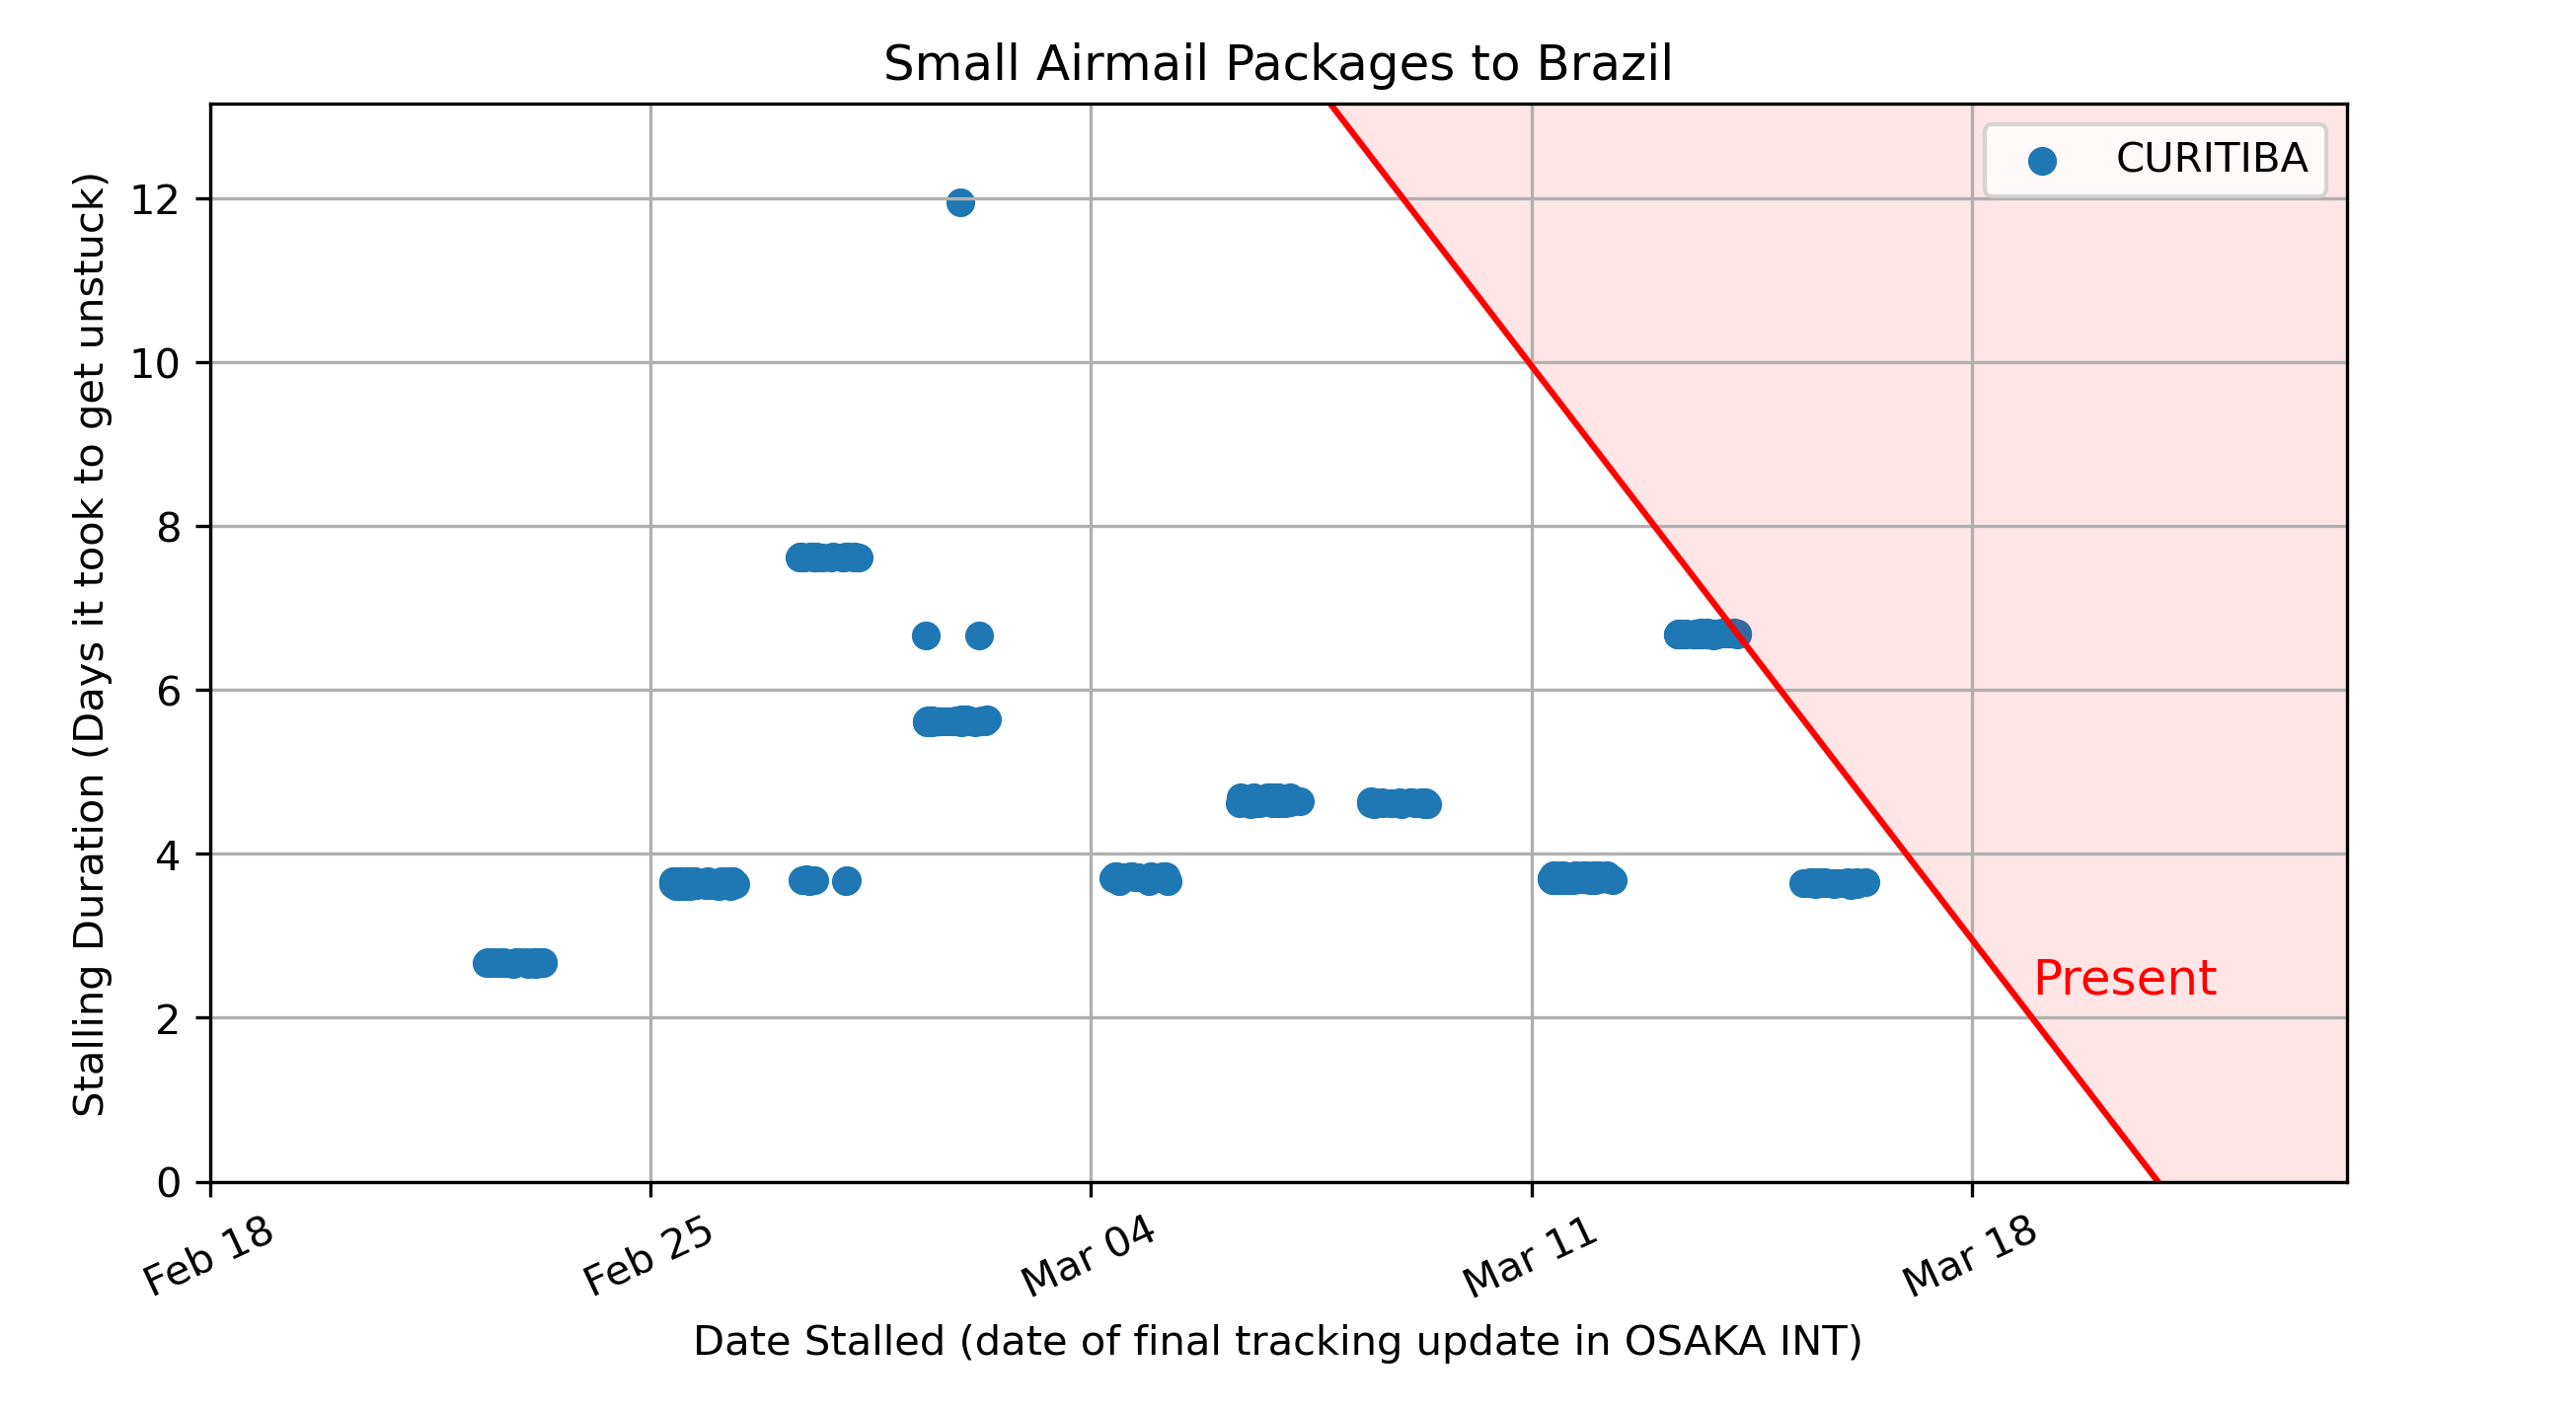 Small Airmail Packages to Brazil
CURITIBA
Stalling Duration (Days it took to get unstuck)
12
10
8
6
4
2
0
Present
Feb 18
Feb 25
Mar 04
Mar 11
Mar 18
Date Stalled (date of final tracking update in OSAKA INT)